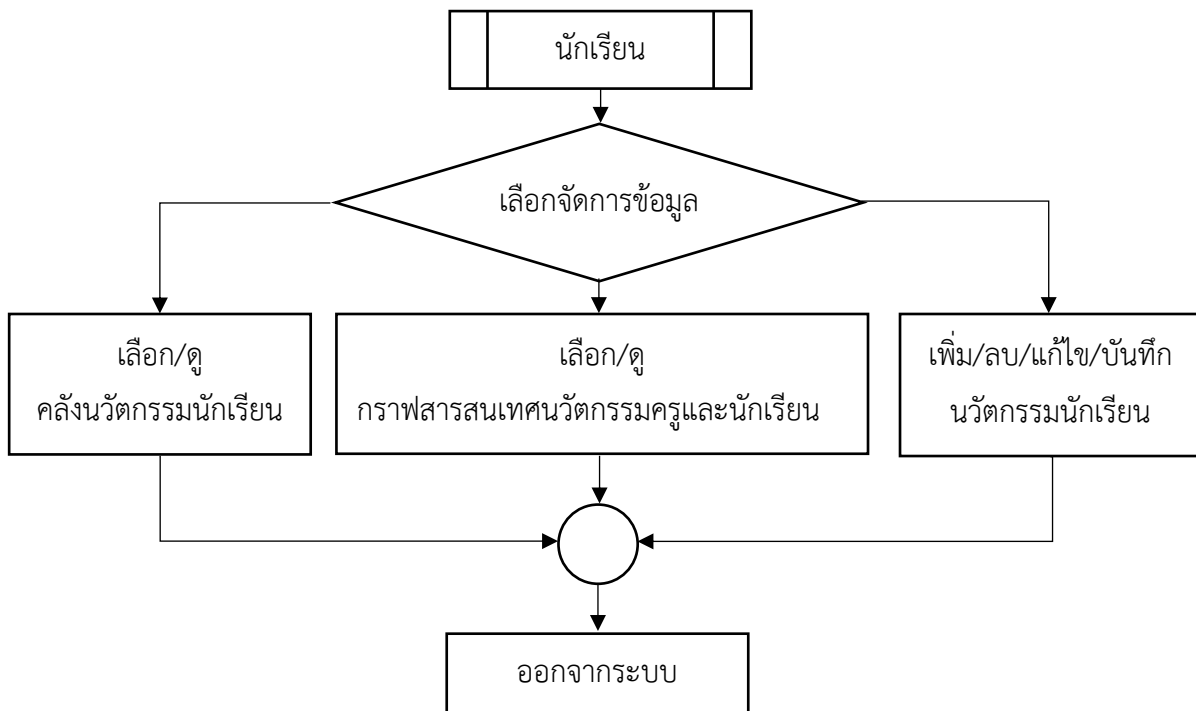 นักเรียน
เลือกจัดการข้อมูล
เลือก/ดู
คลังนวัตกรรมนักเรียน
เลือก/ดู
กราฟสารสนเทศนวัตกรรมครูและนักเรียน
เพิ่ม/ลบ/แก้ไข/บันทึก
นวัตกรรมนักเรียน
ออกจากระบบ